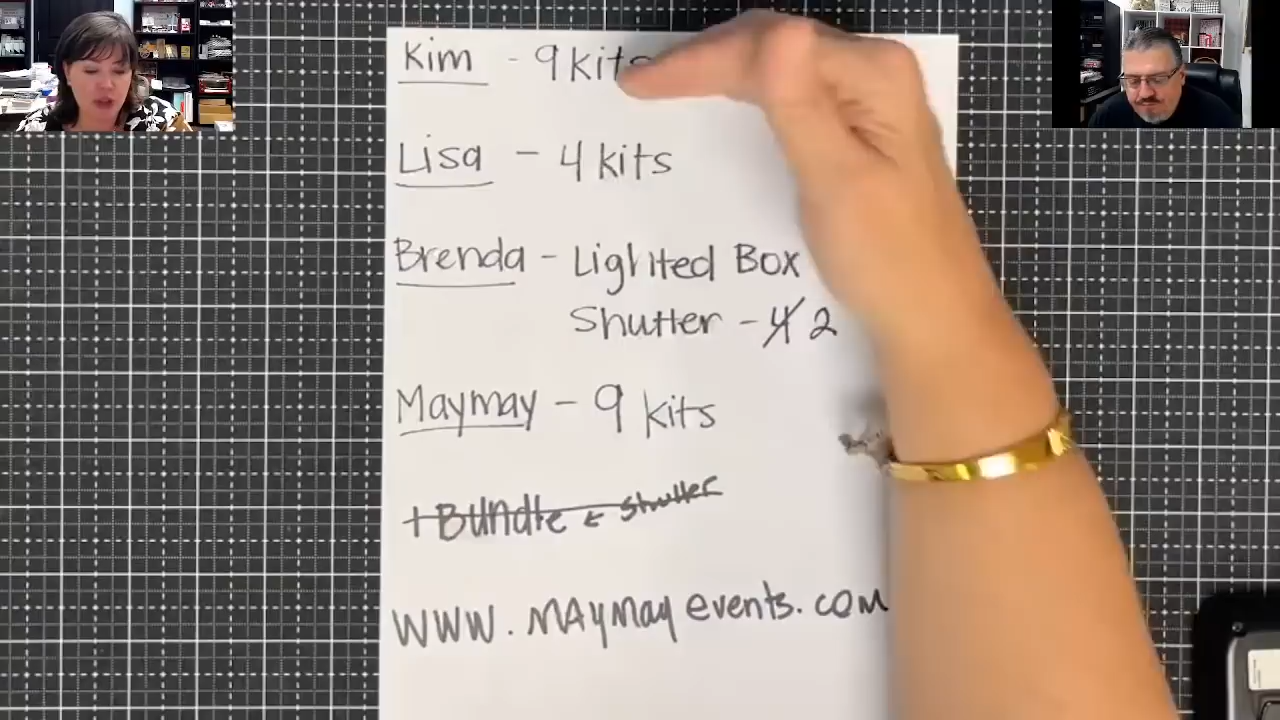 Kim - 9 kits
Lisa - 4 kits
Brenda - Lighted Box
Shutter - 4 2
Maymay - 9 kits
+ Bundle ← Shutter
WWW.MAYMAYevents.com